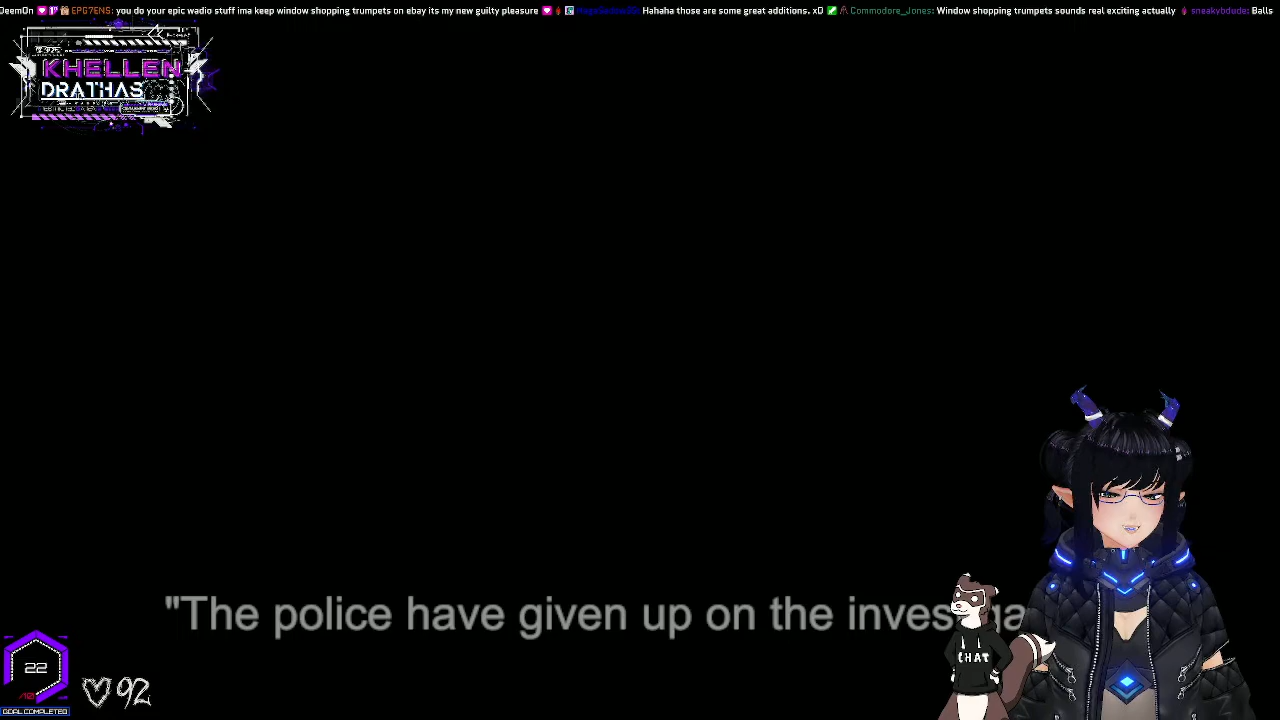 DeemOn EPG7ENS: you do your epic wadio stuff ima keep window shopping trumpets on ebay its my new guilty pleasure Hahaha those are some great additions. xD Commodore_Jones: Window shopping trumpets sounds real exciting actually sneakybdude: Balls
KHELLEN
DRATHAS
"The police have given up on the investiga
CHAT
22
/10
GOAL COMPLETED
92